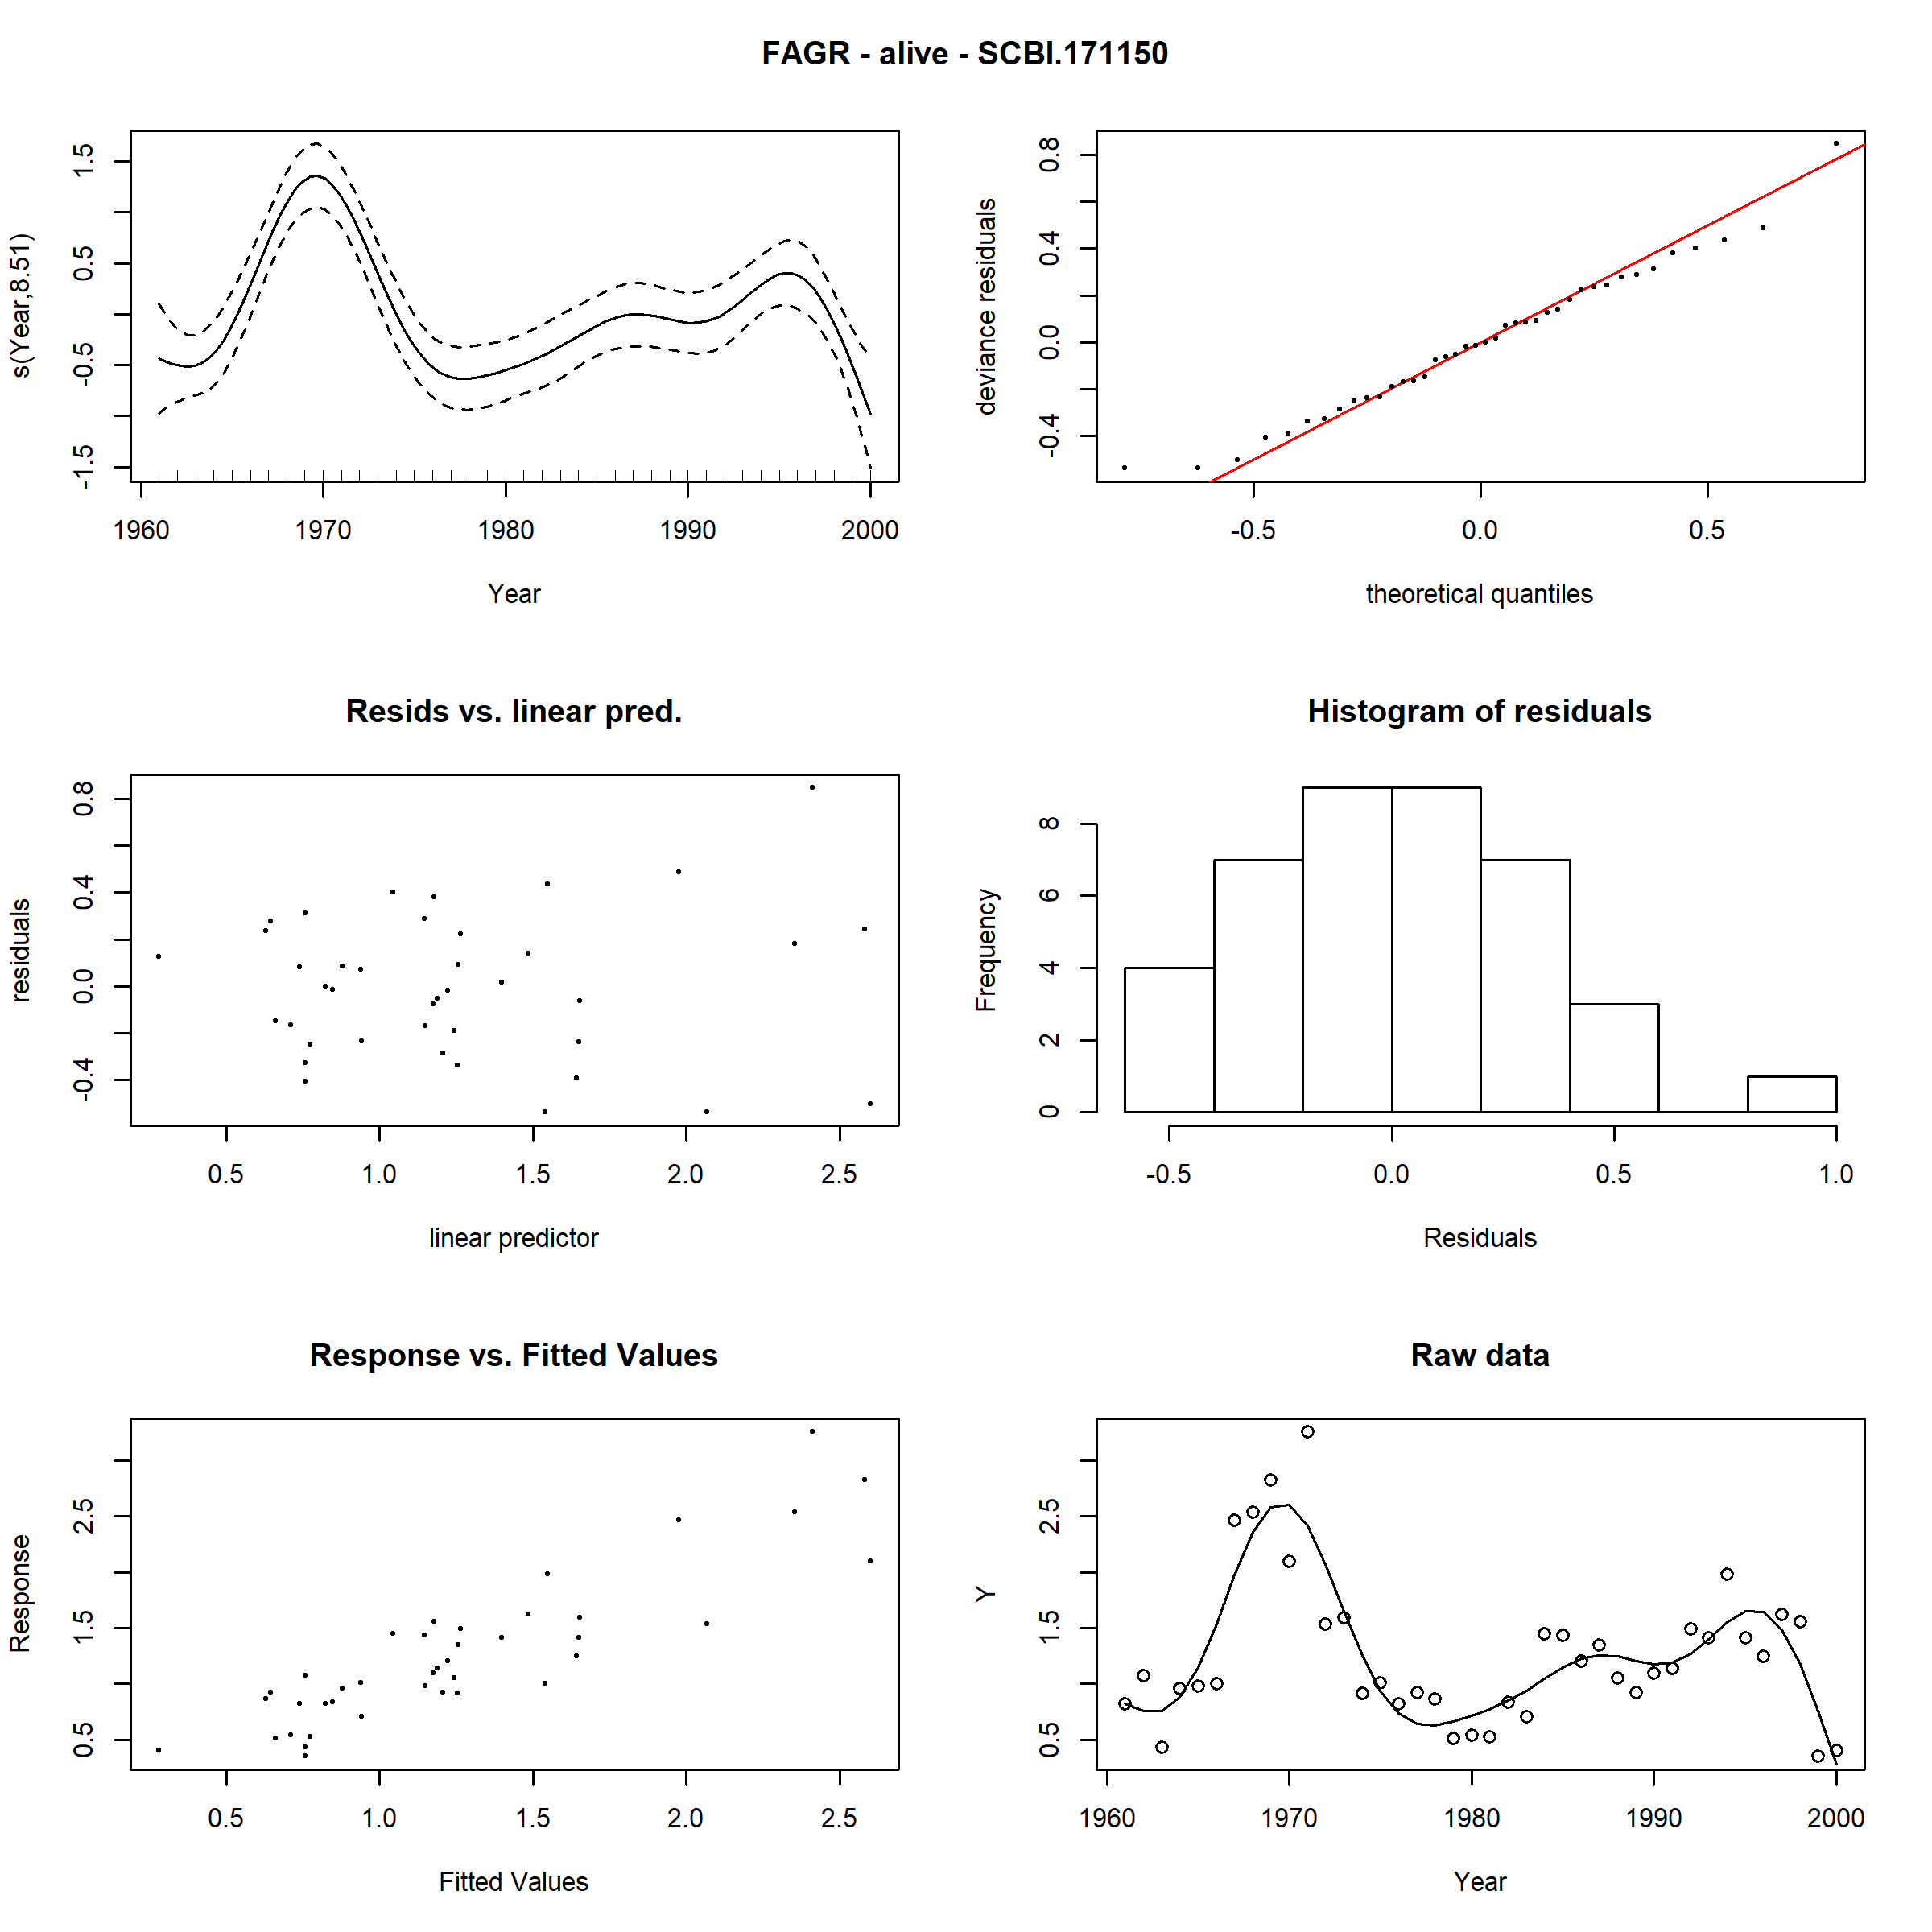 FAGR - alive - SCBI.171150
s(Year,8.51)
-1.5 -0.5 0.5 1.5
1960 1970 1980 1990 2000
Year
deviance residuals
-0.4 0.0 0.4 0.8
-0.5 0.0 0.5
theoretical quantiles
Resids vs. linear pred.
residuals
-0.4 0.0 0.4 0.8
0.5 1.0 1.5 2.0 2.5
linear predictor
Histogram of residuals
Frequency
0 2 4 6 8
-0.5 0.0 0.5 1.0
Residuals
Response vs. Fitted Values
Response
0.5 1.5 2.5
0.5 1.0 1.5 2.0 2.5
Fitted Values
Raw data
Y
0.5 1.5 2.5
1960 1970 1980 1990 2000
Year